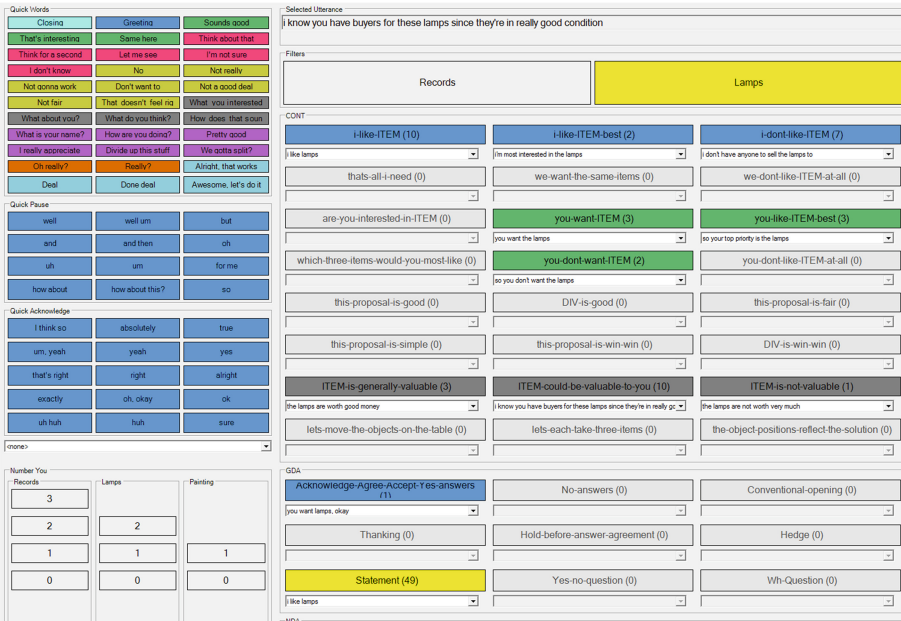 Quick Words
Closing Greeting Sounds good
That's interesting Same here Think about that
Think for a second Let me see I'm not sure
I don't know No Not really
Not gonna work Don't want to Not a good deal
Not fair That doesn't feel rig What you interested
What about you? What do you think? How does that soun
What is your name? How are you doing? Pretty good
I really appreciate Divide up this stuff We gotta split?
Oh really? Really? Alright, that works
Deal Done deal Awesome, let's do it
Quick Pause
well well um but
and and then oh
uh um for me
how about how about this? so
Quick Acknowledge
I think so absolutely true
um, yeah yeah yes
that's right right alright
exactly oh, okay ok
uh huh huh sure
<none>
Number You
Records Lamps Painting
3
2 2
1 1 1
0 0 0
Selected Utterance
i know you have buyers for these lamps since they're in really good condition
Filters
Records Lamps
CONT
i-like-ITEM (10) i-like-ITEM-best (2) i-dont-like-ITEM (7)
i like lamps i'm most interested in the lamps i don't have anyone to sell the lamps to
thats-all-i-need (0) we-want-the-same-items (0) we-dont-like-ITEM-at-all (0)
are-you-interested-in-ITEM (0) you-want-ITEM (3) you-like-ITEM-best (3)
you want the lamps so your top priority is the lamps
which-three-items-would-you-most-like (0) you-dont-want-ITEM (2) you-dont-like-ITEM-at-all (0)
so you don't want the lamps
this-proposal-is-good (0) DIV-is-good (0) this-proposal-is-fair (0)
this-proposal-is-simple (0) this-proposal-is-win-win (0) DIV-is-win-win (0)
ITEM-is-generally-valuable (3) ITEM-could-be-valuable-to-you (10) ITEM-is-not-valuable (1)
the lamps are worth good money i know you have buyers for these lamps since they're in really gc the lamps are not worth very much
lets-move-the-objects-on-the-table (0) lets-each-take-three-items (0) the-object-positions-reflect-the-solution (0)
GDA
Acknowledge-Agree-Accept-Yes-answers (1) No-answers (0) Conventional-opening (0)
you want lamps, okay
Thanking (0) Hold-before-answer-agreement (0) Hedge (0)
Statement (49) Yes-no-question (0) Wh-Question (0)
i like lamps